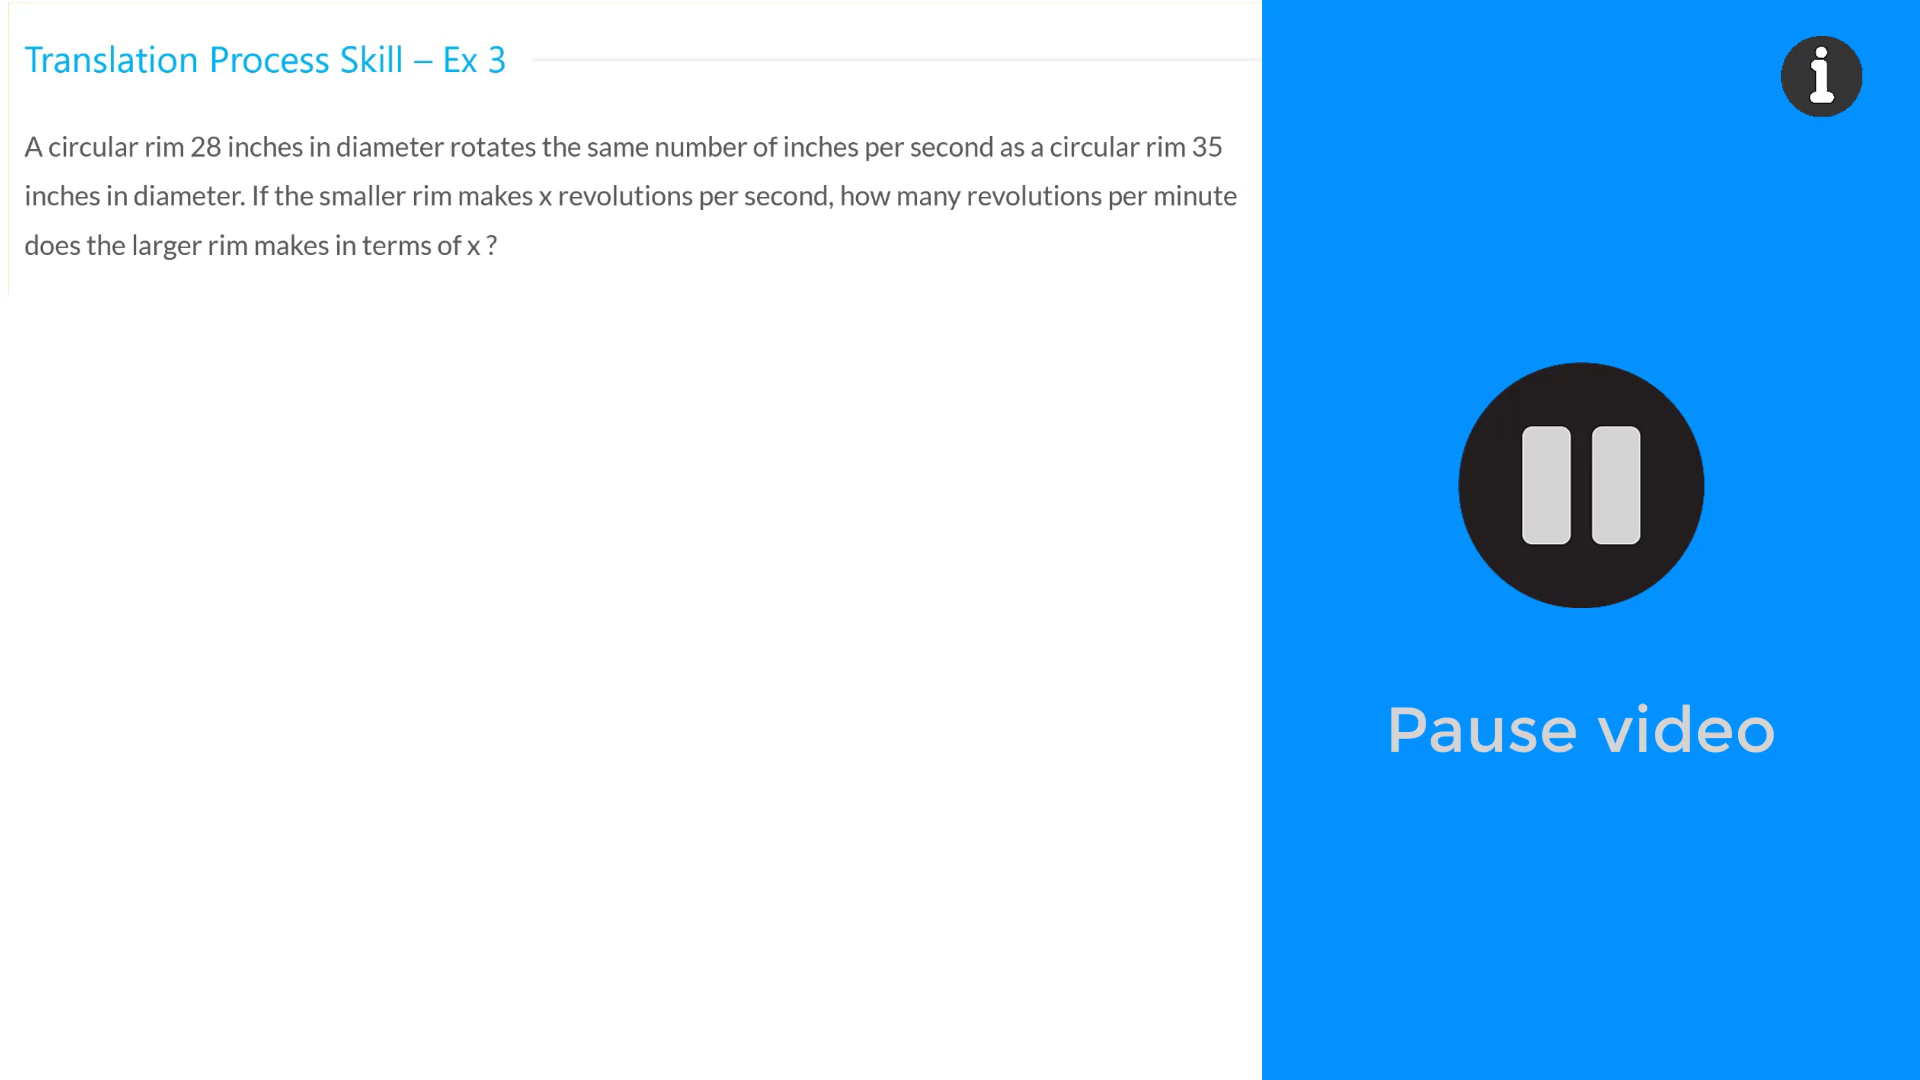 Translation Process Skill – Ex 3
A circular rim 28 inches in diameter rotates the same number of inches per second as a circular rim 35
inches in diameter. If the smaller rim makes x revolutions per second, how many revolutions per minute
does the larger rim makes in terms of x ?
Pause video